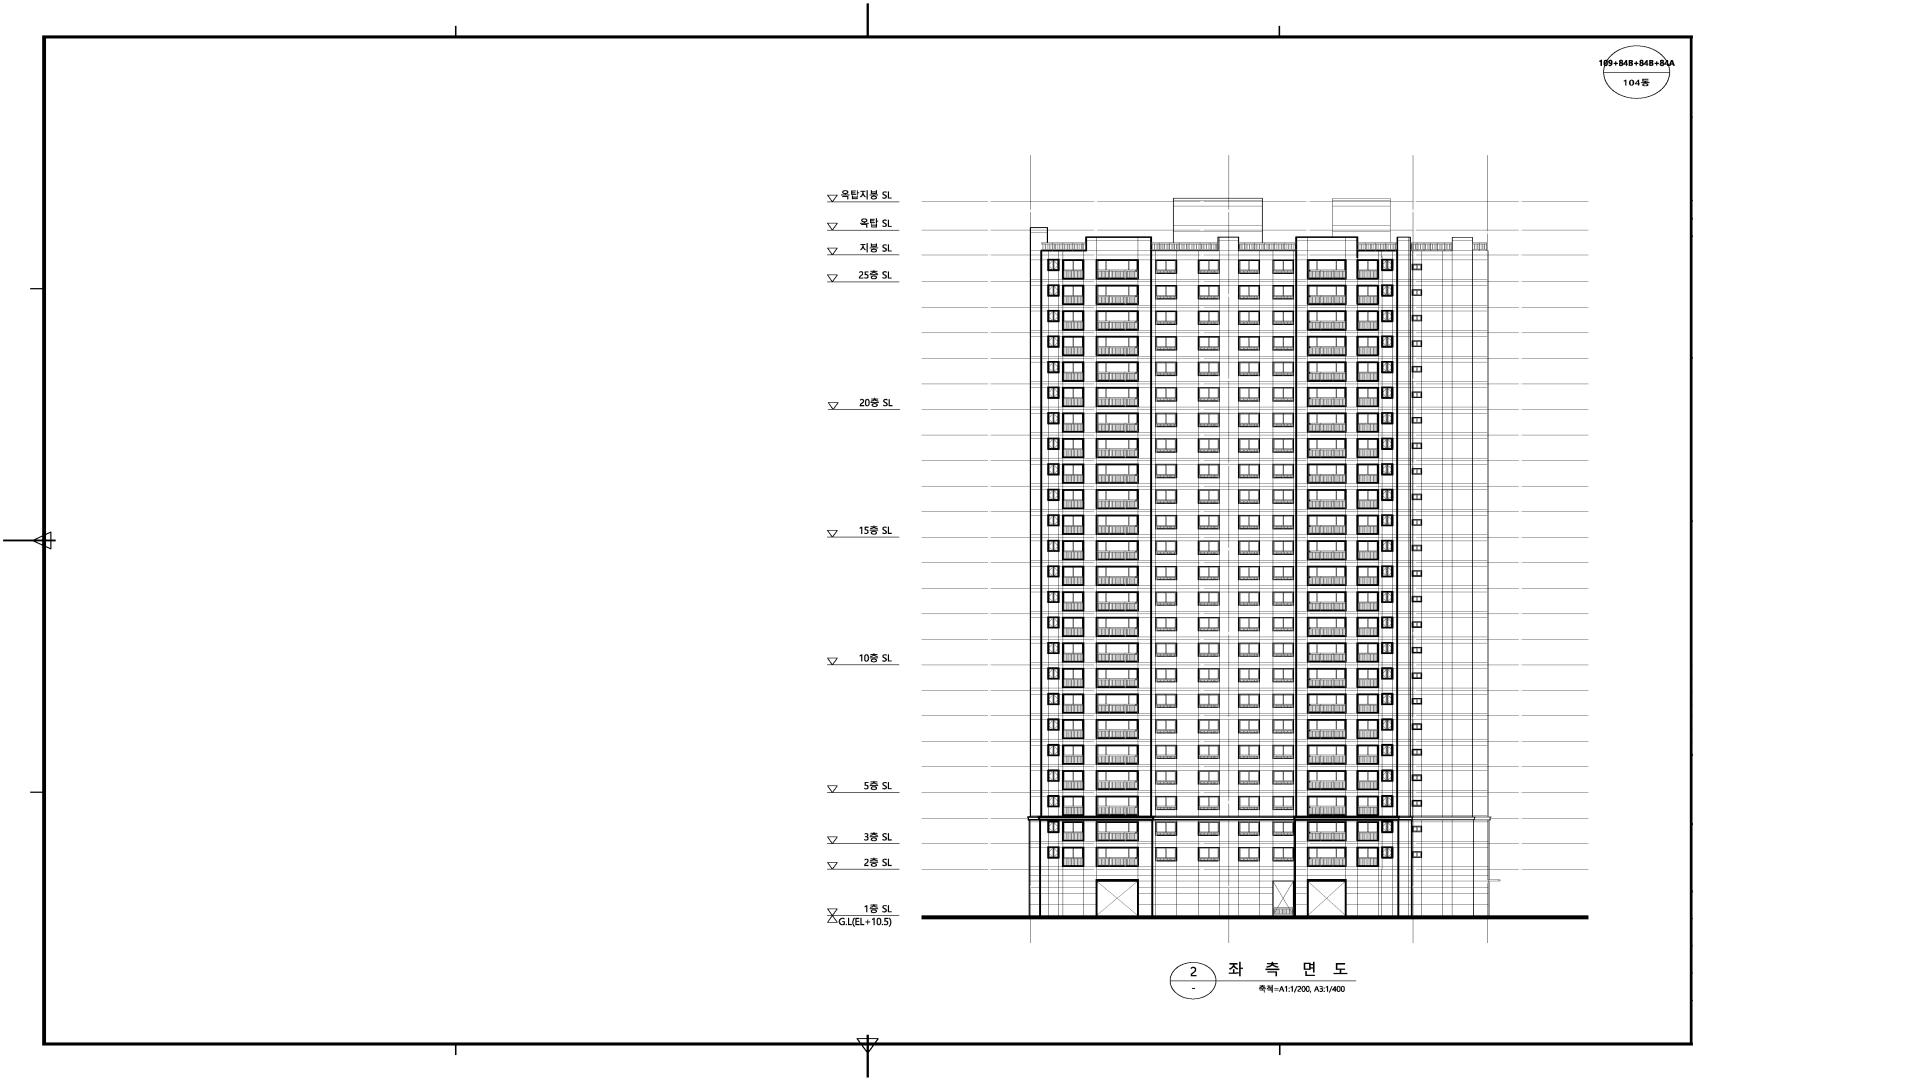 109+84B+84B+84A
104동
옥탑지붕 SL
옥탑 SL
지붕 SL
25층 SL
20층 SL
15층 SL
10층 SL
5층 SL
3층 SL
2층 SL
1층 SL
G.L(EL+10.5)
2
좌 측 면 도
-
축척=A1:1/200, A3:1/400